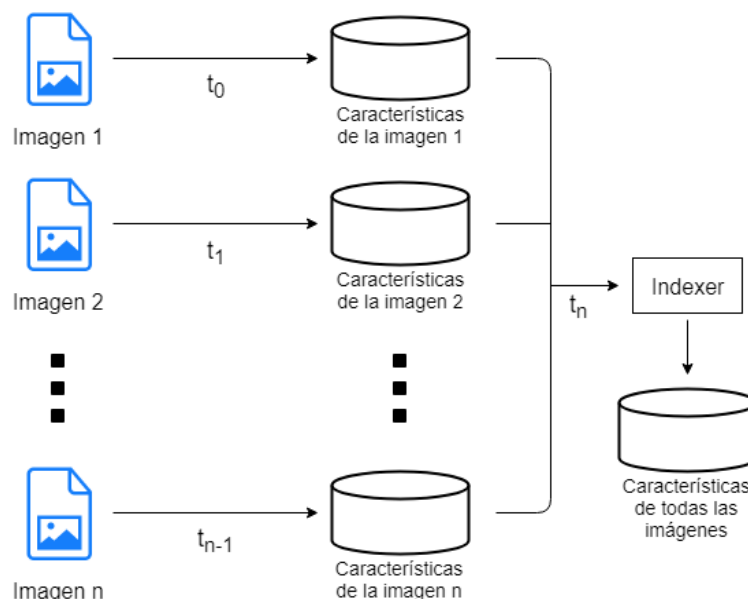 t0
Imagen 1
Características
de la imagen 1
t1
Imagen 2
Características
de la imagen 2
tn
Indexer
Características
de todas las
imágenes
tn-1
Imagen n
Características
de la imagen n